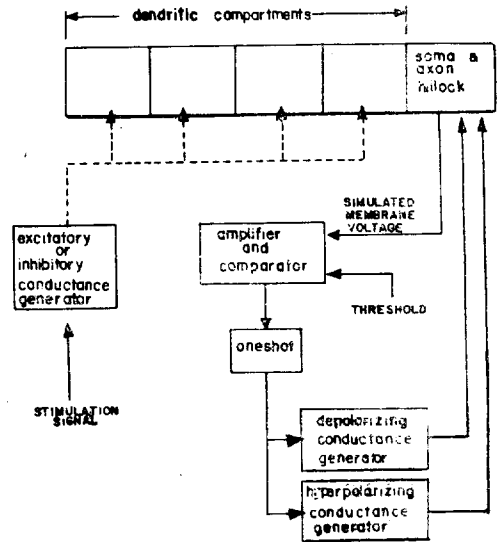 dendritic compartments
soma &
axon
hillock
SIMULATED
MEMBRANE
VOLTAGE
excitatory
or
inhibitory
conductance
generator
amplifier
and
comparator
THRESHOLD
oneshot
STIMULATION
SIGNAL
depolarizing
conductance
generator
hyperpolarizing
conductance
generator